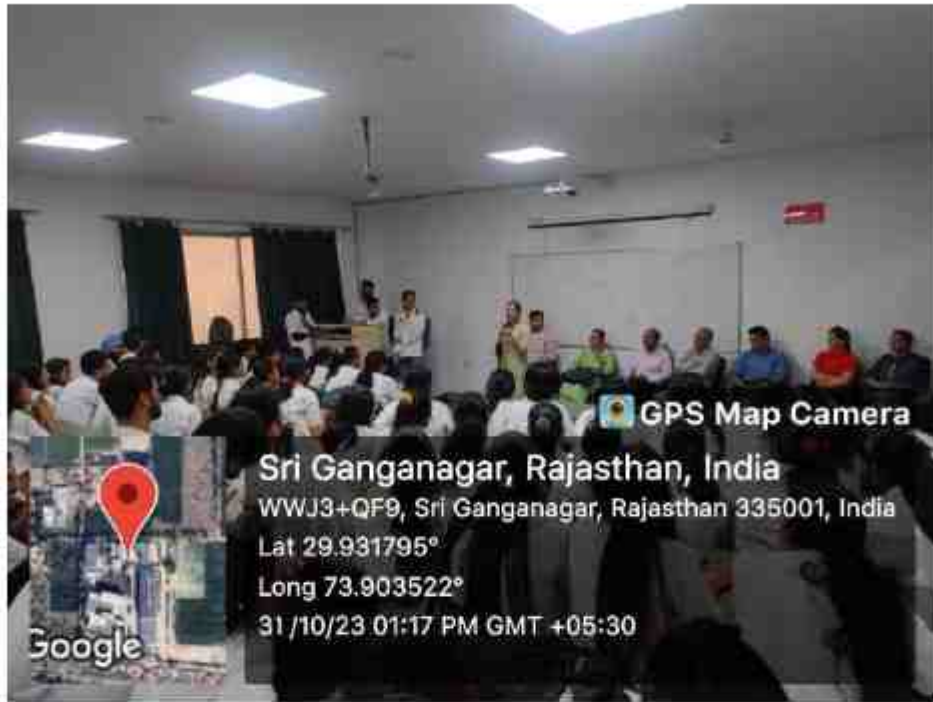 GPS Map Camera
Sri Ganganagar, Rajasthan, India
WWJ3+QF9, Sri Ganganagar, Rajasthan 335001, India
Lat 29.931795°
Long 73.903522°
31/10/23 01:17 PM GMT +05:30
Google